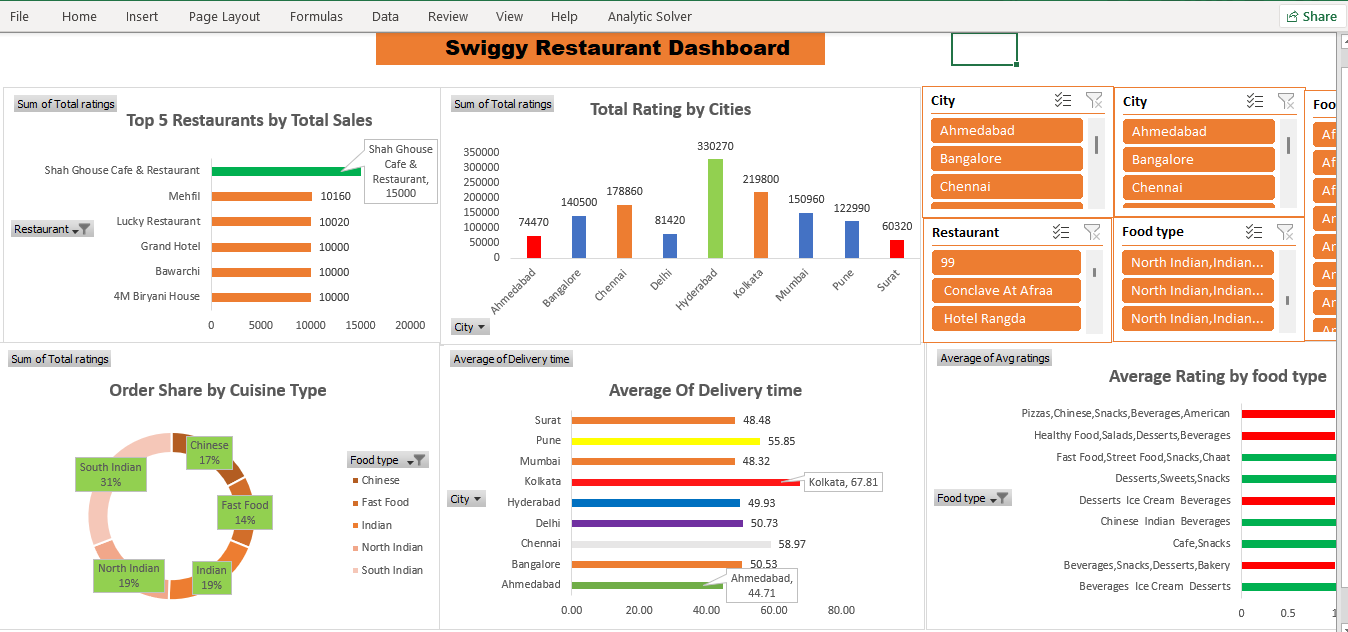 File Home Insert Page Layout Formulas Data Review View Help Analytic Solver Share
Swiggy Restaurant Dashboard
Sum of Total ratings
Top 5 Restaurants by Total Sales
Shah Ghouse Cafe & Restaurant
Mehfil
Lucky Restaurant
Grand Hotel
Bawarchi
4M Biryani House
Shah Ghouse
Cafe &
Restaurant,
15000
10160
10020
10000
10000
10000
Restaurant
0 5000 10000 15000 20000
Sum of Total ratings
Total Rating by Cities
350000
300000
250000
200000
150000
100000
50000
0
74470 140500 178860 81420 330270 219800 150960 122990 60320
Ahmedabad Bangalore Chennai Delhi Hyderabad Kolkata Mumbai Pune Surat
City
City
Ahmedabad
Bangalore
Chennai
City
Ahmedabad
Bangalore
Chennai
Foo
Af
Af
Af
Ar
Ar
Ar
Ar
Ar
Restaurant
99
Conclave At Afraa
Hotel Rangda
Food type
North Indian,Indian...
North Indian,Indian...
North Indian,Indian...
Sum of Total ratings
Order Share by Cuisine Type
Chinese
17%
Fast Food
14%
Indian
19%
North Indian
19%
South Indian
31%
Food type
Chinese
Fast Food
Indian
North Indian
South Indian
Average of Delivery time
Average Of Delivery time
Surat 48.48
Pune 55.85
Mumbai 48.32
Kolkata Kolkata, 67.81
Hyderabad 49.93
Delhi 50.73
Chennai 58.97
Bangalore 50.53
Ahmedabad Ahmedabad,
44.71
City
0.00 20.00 40.00 60.00 80.00
Average of Avg ratings
Average Rating by food type
Pizzas,Chinese,Snacks,Beverages,American
Healthy Food,Salads,Desserts,Beverages
Fast Food,Street Food,Snacks,Chaat
Desserts,Sweets,Snacks
Desserts Ice Cream Beverages
Chinese Indian Beverages
Cafe,Snacks
Beverages,Snacks,Desserts,Bakery
Beverages Ice Cream Desserts
Food type
0 0.5 1